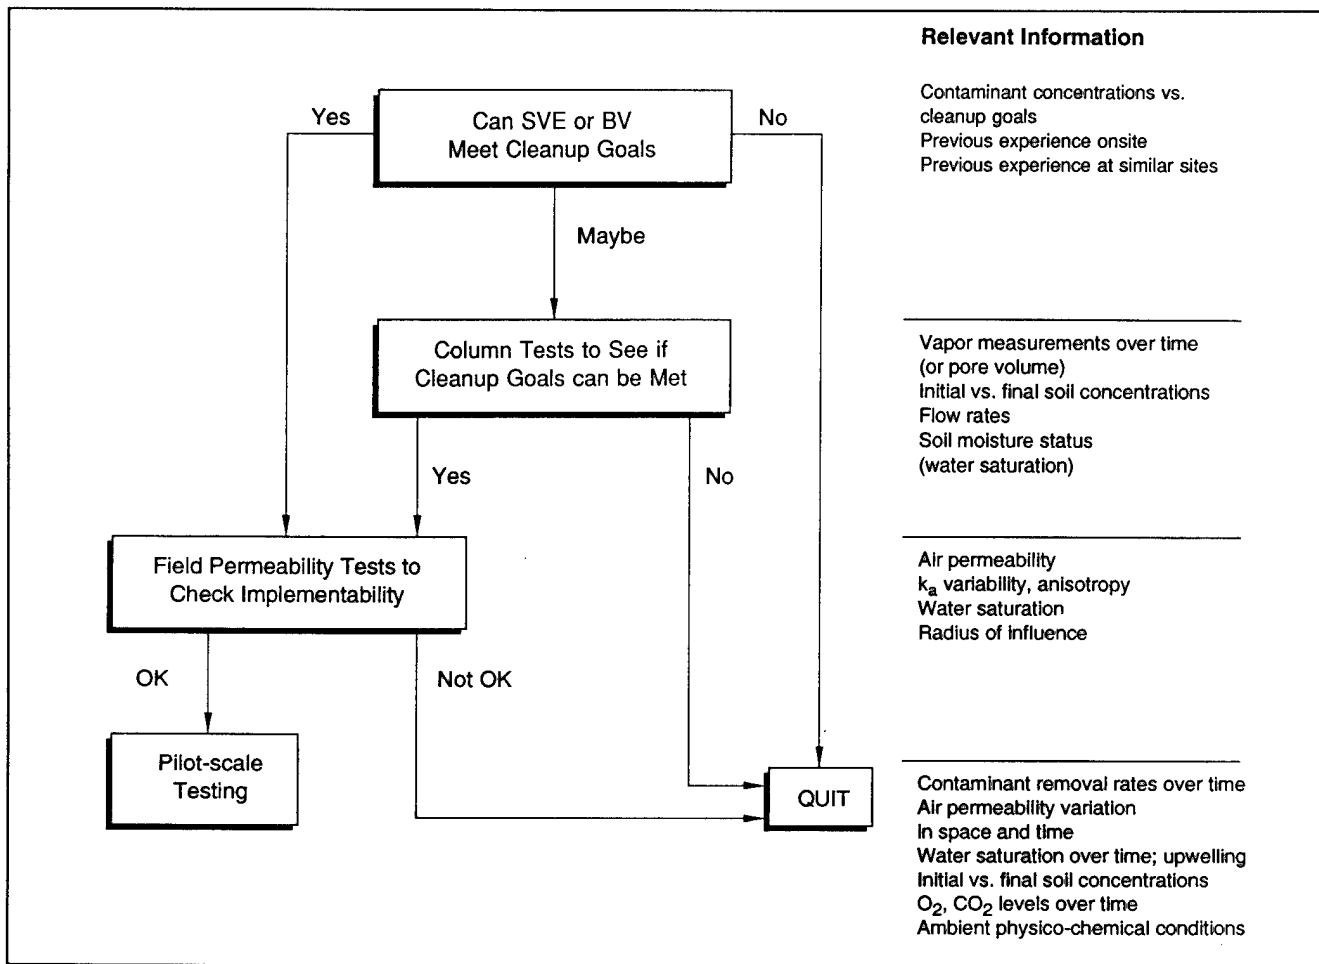 Relevant Information
Can SVE or BV
Meet Cleanup Goals
Yes
No
Maybe
Contaminant concentrations vs.
cleanup goals
Previous experience onsite
Previous experience at similar sites
Column Tests to See if
Cleanup Goals can be Met
Yes
No
Vapor measurements over time
(or pore volume)
Initial vs. final soil concentrations
Flow rates
Soil moisture status
(water saturation)
Field Permeability Tests to
Check Implementability
OK
Not OK
Air permeability
kₐ variability, anisotropy
Water saturation
Radius of influence
Pilot-scale
Testing
QUIT
Contaminant removal rates over time
Air permeability variation
In space and time
Water saturation over time; upwelling
Initial vs. final soil concentrations
O₂, CO₂ levels over time
Ambient physico-chemical conditions